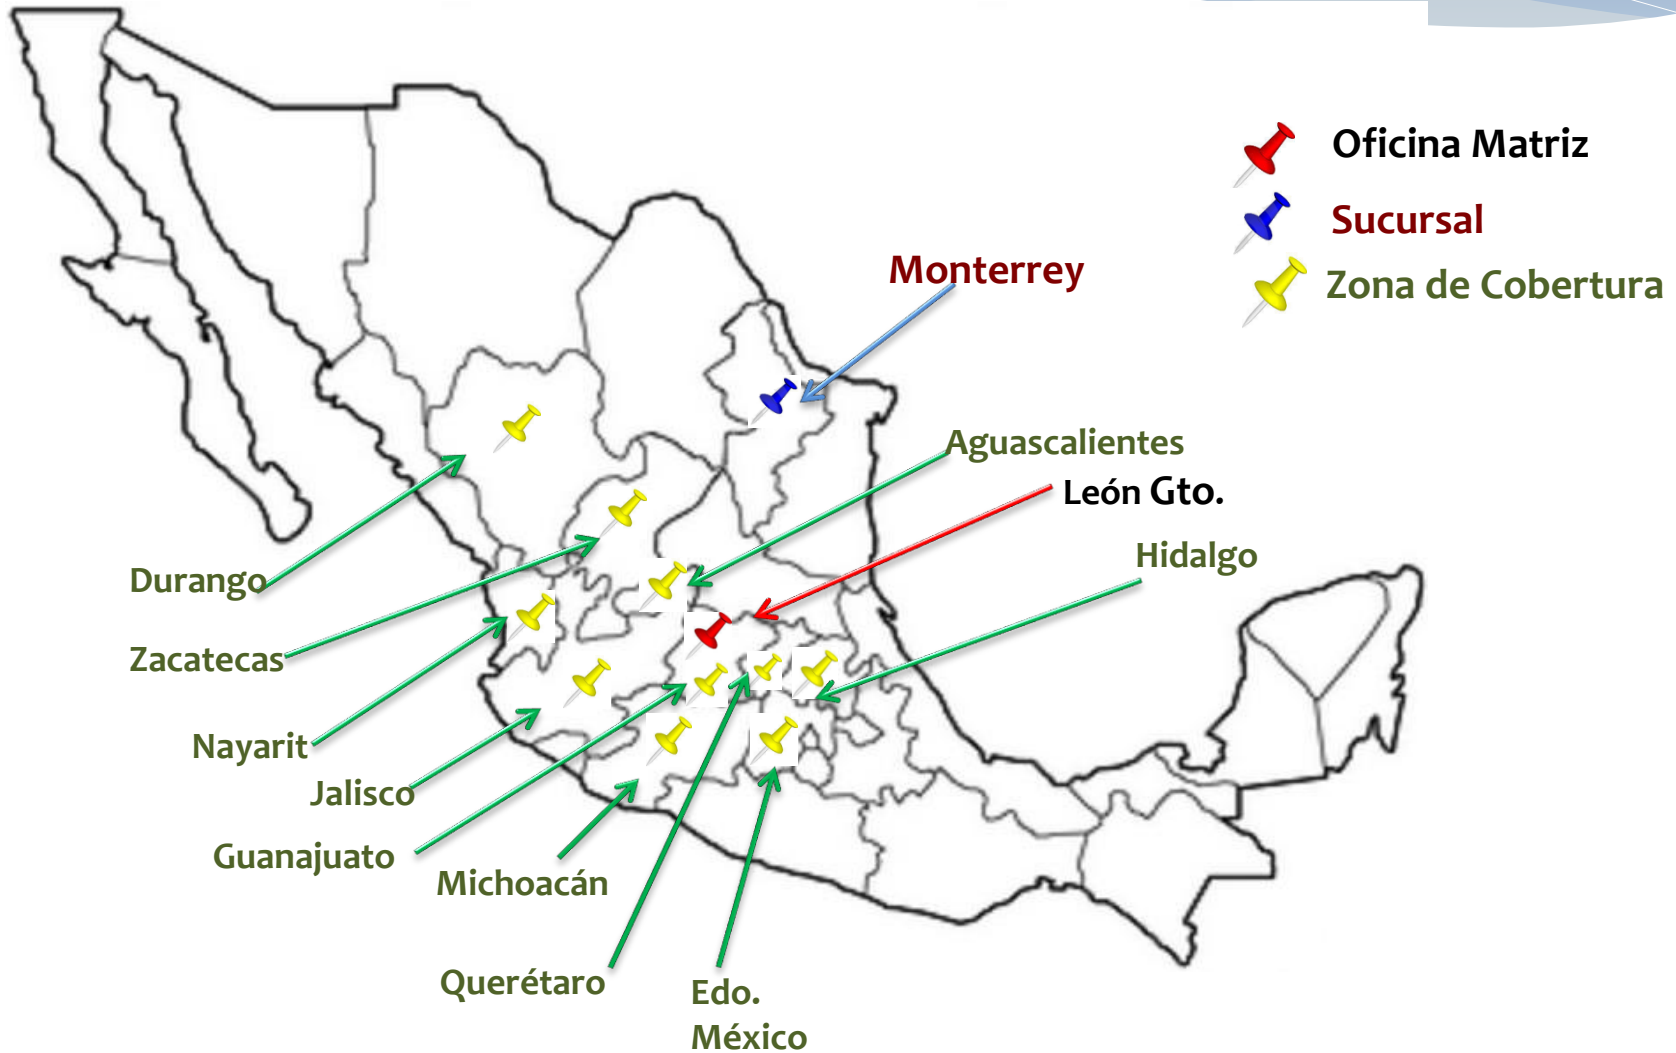 Oficina Matriz
Sucursal
Zona de Cobertura
Monterrey
Aguascalientes
León Gto.
Hidalgo
Durango
Zacatecas
Nayarit
Jalisco
Guanajuato
Michoacán
Querétaro
Edo.
México